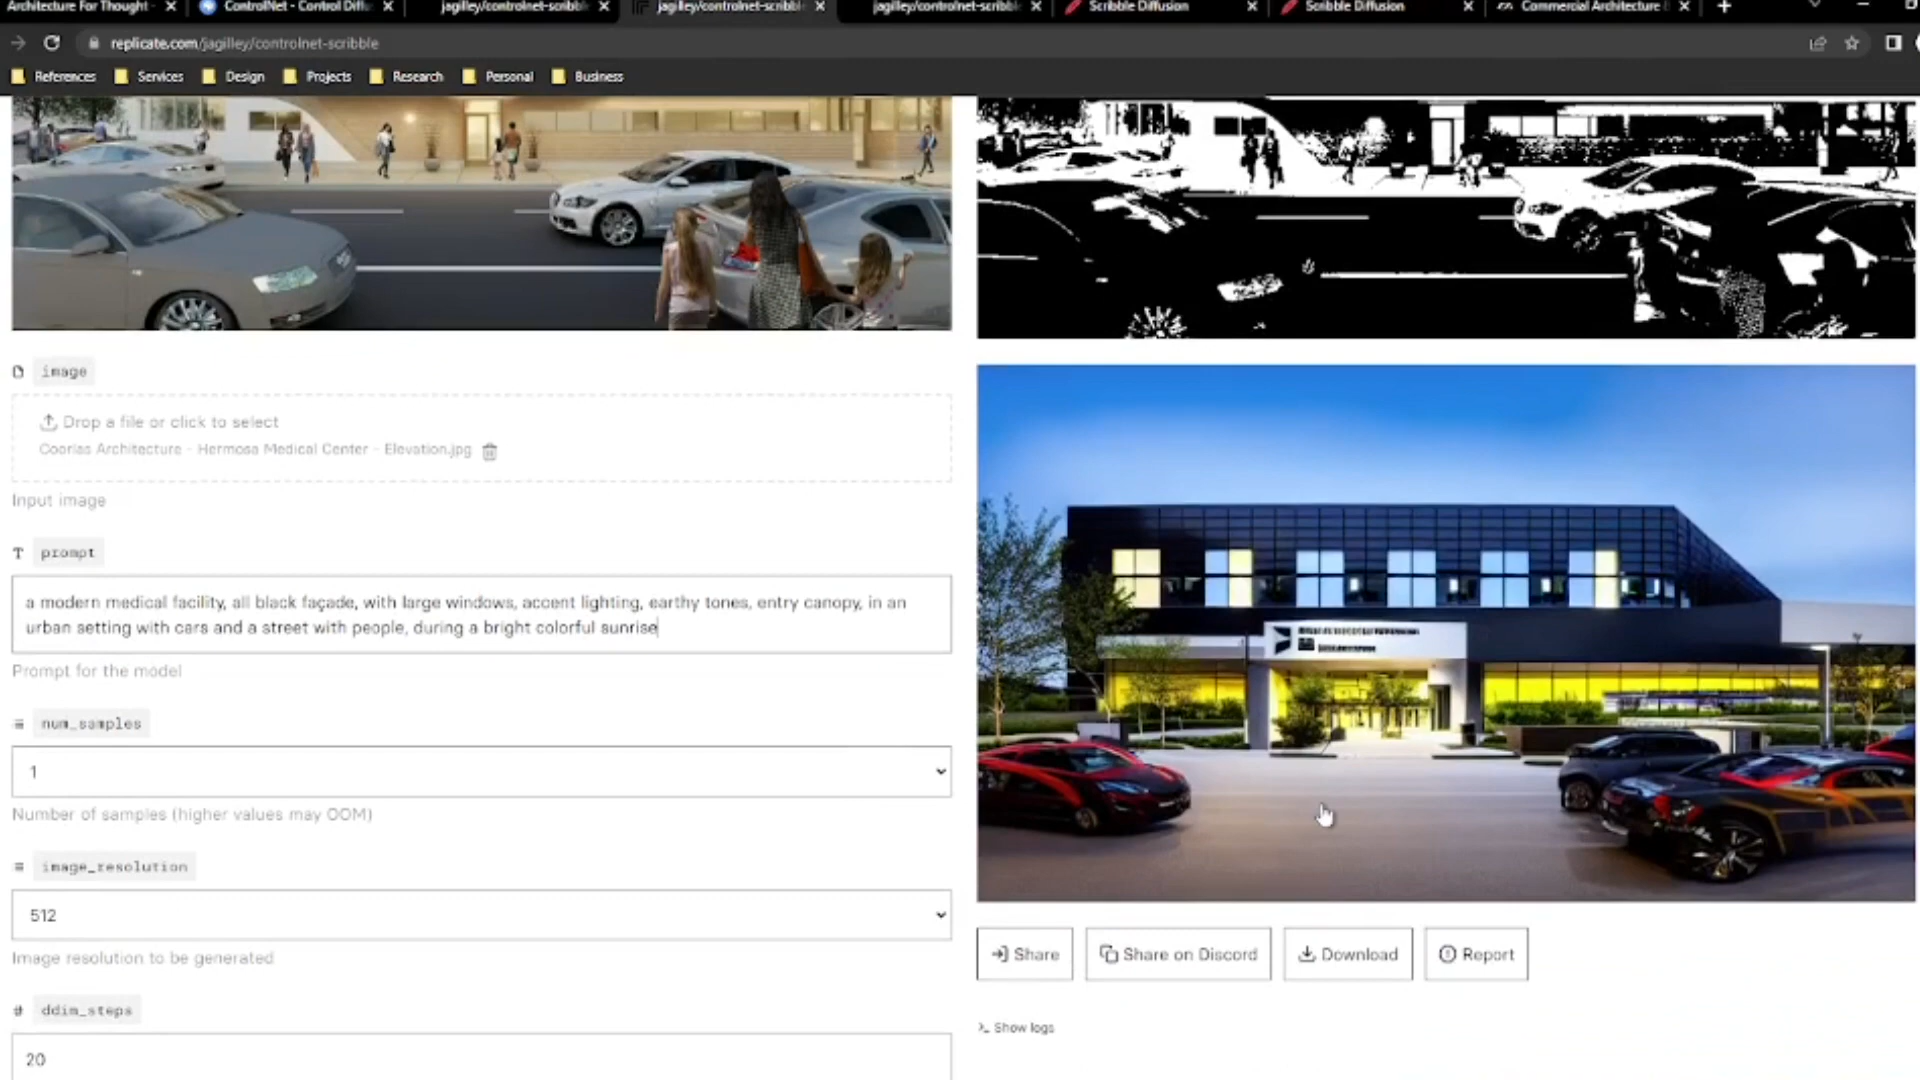 Architecture For Thought
ControlNet - Control Diff
jagilley/controlnet-scribbl
jagilley/controlnet-scribbl
jagilley/controlnet-scribbl
Scribble Diffusion
Scribble Diffusion
Commercial Architecture
replicate.com/jagilley/controlnet-scribble
References Services Design Projects Research Personal Business
image
Drop a file or click to select
Coorlas Architecture - Hermosa Medical Center - Elevation.jpg
Input image
prompt
a modern medical facility, all black façade, with large windows, accent lighting, earthy tones, entry canopy, in an
urban setting with cars and a street with people, during a bright colorful sunrise
Prompt for the model
num_samples
1
Number of samples (higher values may OOM)
image_resolution
512
Image resolution to be generated
ddim_steps
20
Share
Share on Discord
Download
Report
Show logs